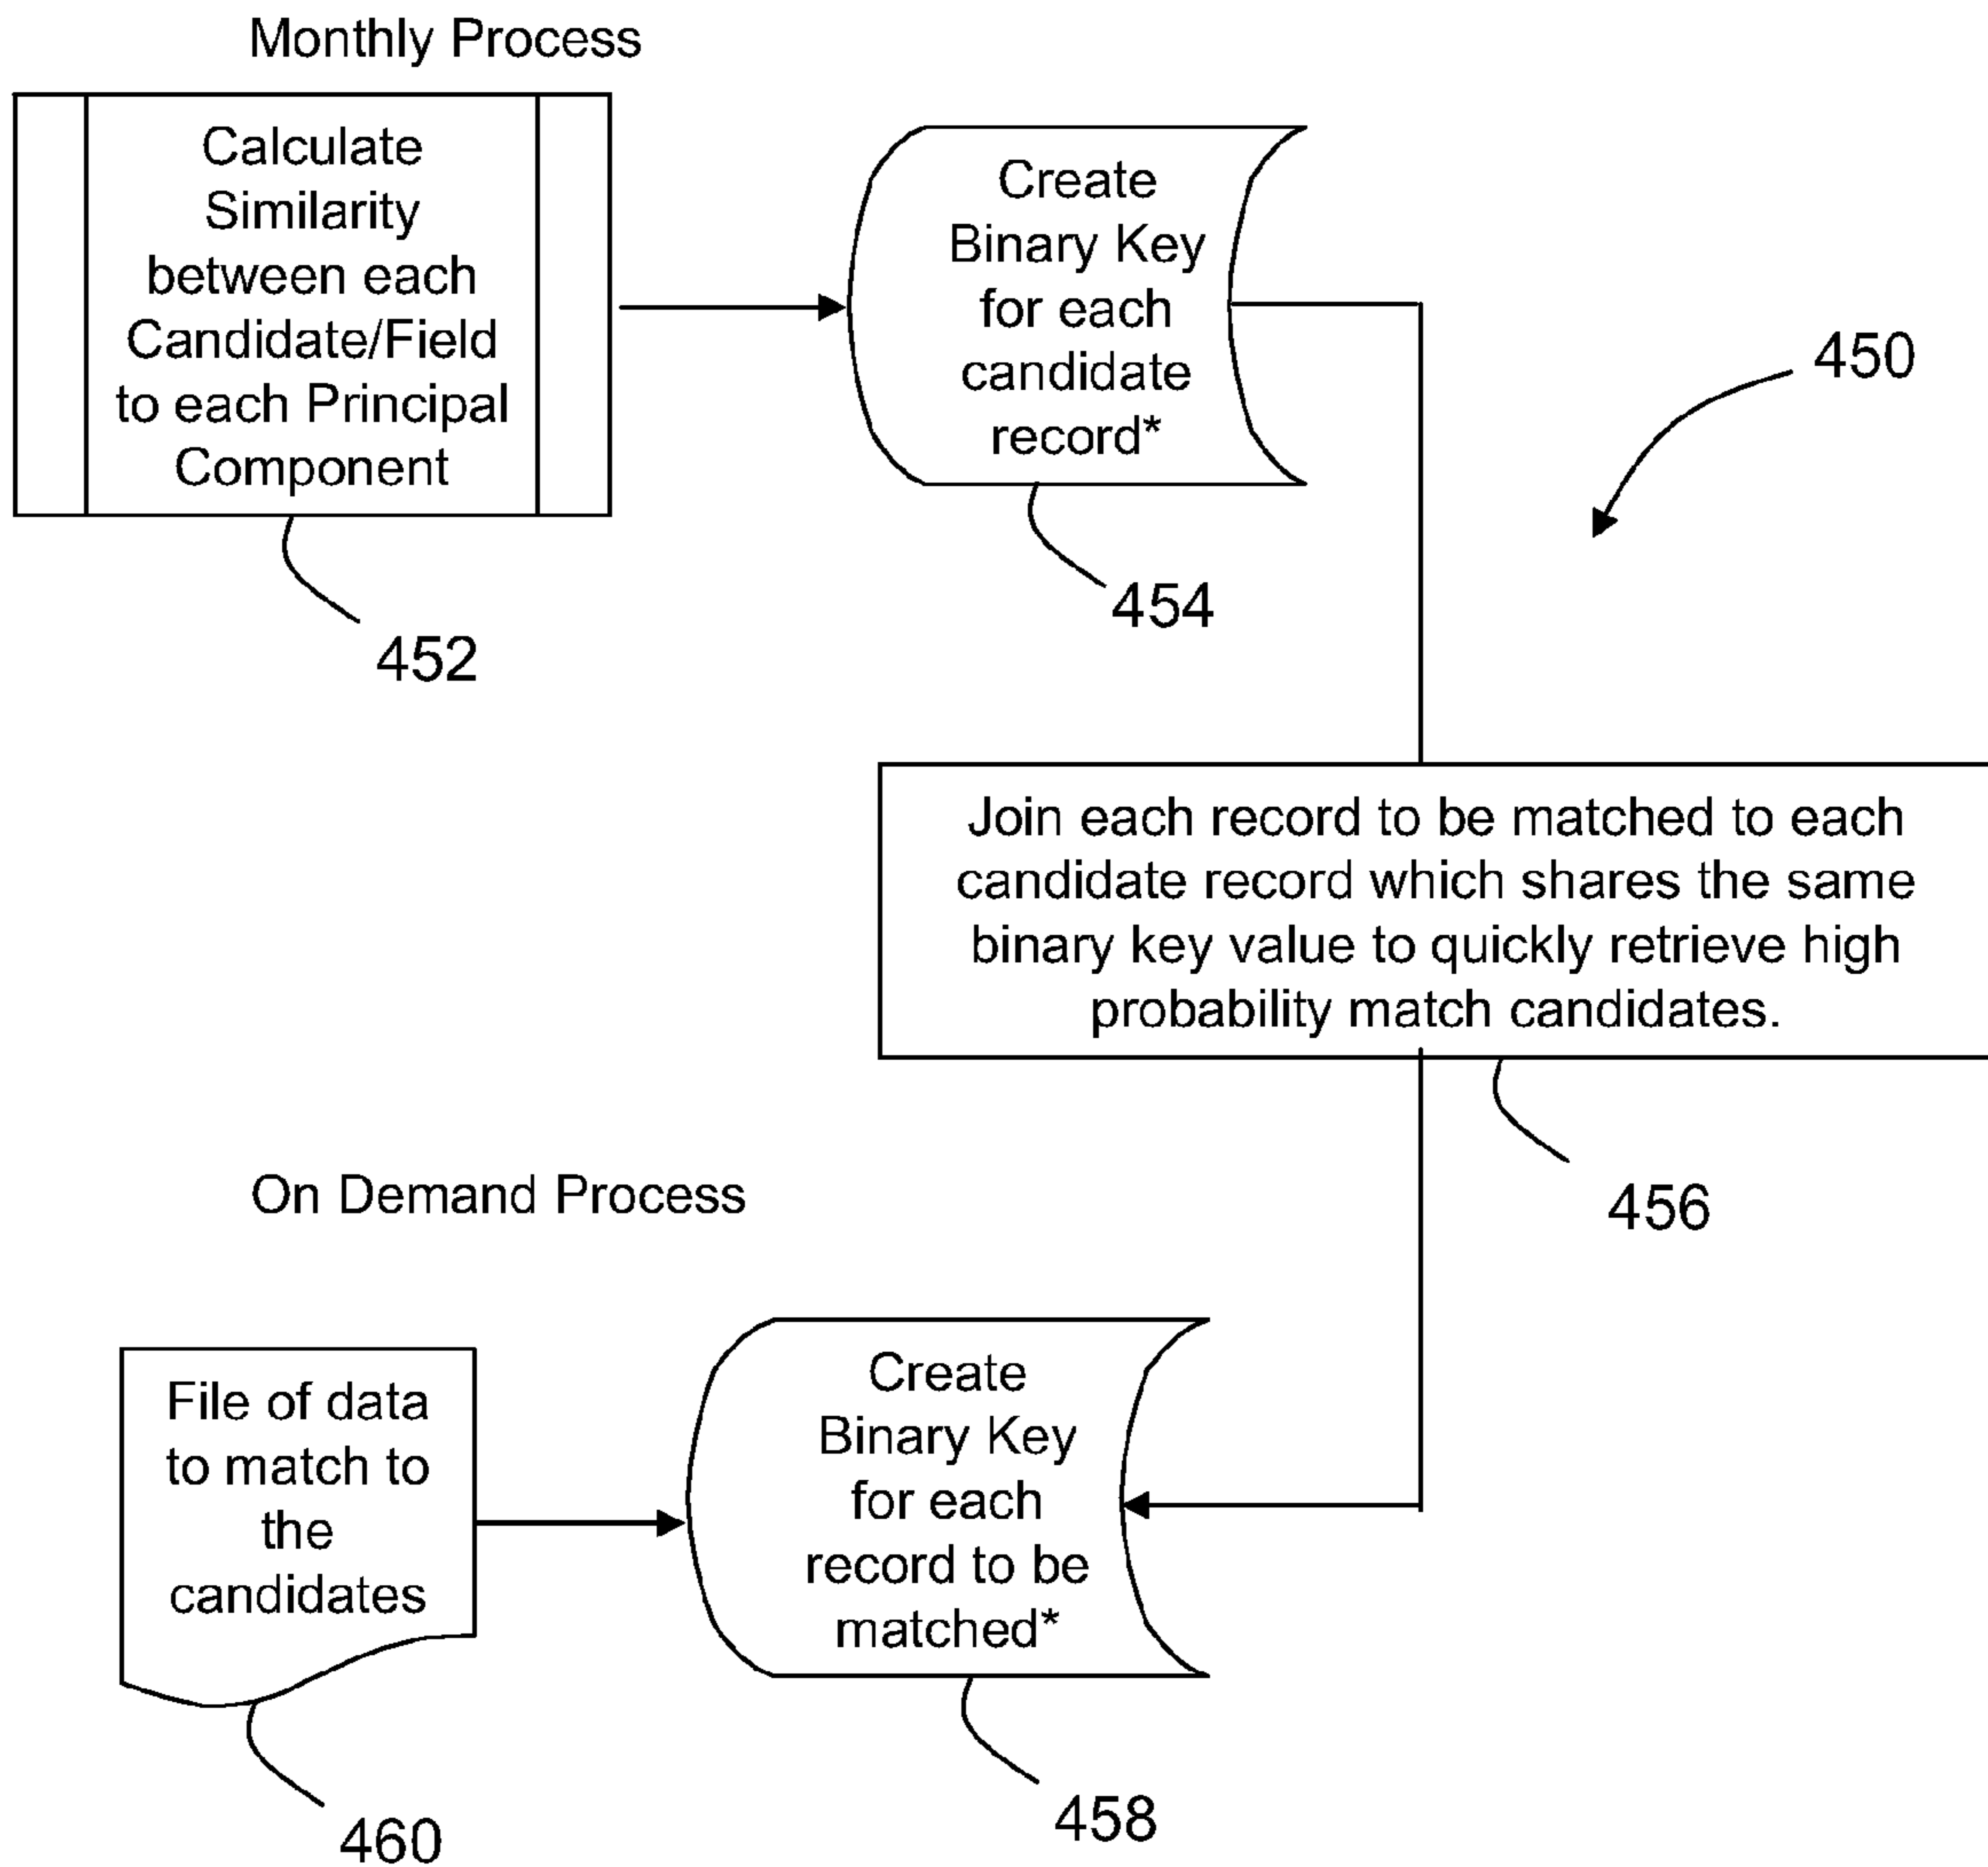 Monthly Process
Calculate
Similarity
between each
Candidate/Field
to each Principal
Component
452
Create
Binary Key
for each
candidate
record*
454
450
Join each record to be matched to each
candidate record which shares the same
binary key value to quickly retrieve high
probability match candidates.
456
On Demand Process
File of data
to match to
the
candidates
460
Create
Binary Key
for each
record to be
matched*
458